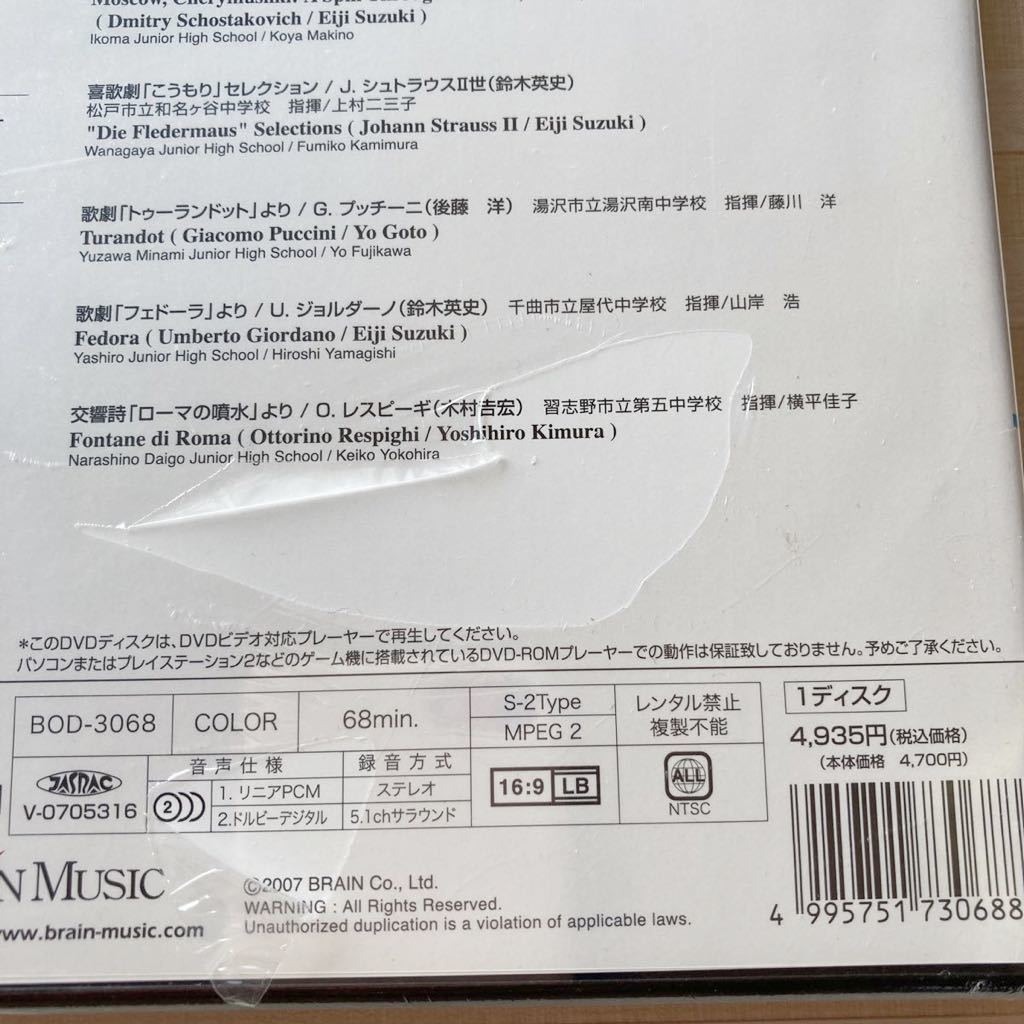 Moscow, Cherymushki: A Spin Through
( Dmitry Schostakovich / Eiji Suzuki )
Ikoma Junior High School / Koya Makino
喜歌劇「こうもり」セレクション / J. シュトラウスⅡ世(鈴木英史)
松戸市立和名ヶ谷中学校 指揮/上村二三子
"Die Fledermaus" Selections ( Johann Strauss II / Eiji Suzuki )
Wanagaya Junior High School / Fumiko Kamimura
歌劇「トゥーランドット」より / G. プッチーニ(後藤 洋) 湯沢市立湯沢南中学校 指揮/藤川 洋
Turandot ( Giacomo Puccini / Yo Goto )
Yuzawa Minami Junior High School / Yo Fujikawa
歌劇「フェドーラ」より / U. ジョルダーノ(鈴木英史) 千曲市立屋代中学校 指揮/山岸 浩
Fedora ( Umberto Giordano / Eiji Suzuki )
Yashiro Junior High School / Hiroshi Yamagishi
交響詩「ローマの噴水」より / O. レスピーギ(木村吉宏) 習志野市立第五中学校 指揮/横平佳子
Fontane di Roma ( Ottorino Respighi / Yoshihiro Kimura )
Narashino Daigo Junior High School / Keiko Yokohira
*このDVDディスクは、DVDビデオ対応プレーヤーで再生してください。
パソコンまたはプレイステーション2などのゲーム機に搭載されているDVD-ROMプレーヤーでの動作は保証致しておりません。予めご了承ください。
BOD-3068 COLOR 68min. S-2Type
MPEG 2
レンタル禁止
複製不能
1ディスク
4,935円(税込価格)
(本体価格 4,700円)
JASRAC
V-0705316
音声仕様 録音方式
2
1. リニアPCM ステレオ
2.ドルビーデジタル 5.1chサラウンド
16:9 LB
ALL
NTSC
N MUSIC
www.brain-music.com
©2007 BRAIN Co., Ltd.
WARNING : All Rights Reserved.
Unauthorized duplication is a violation of applicable laws.
4 995751 730688